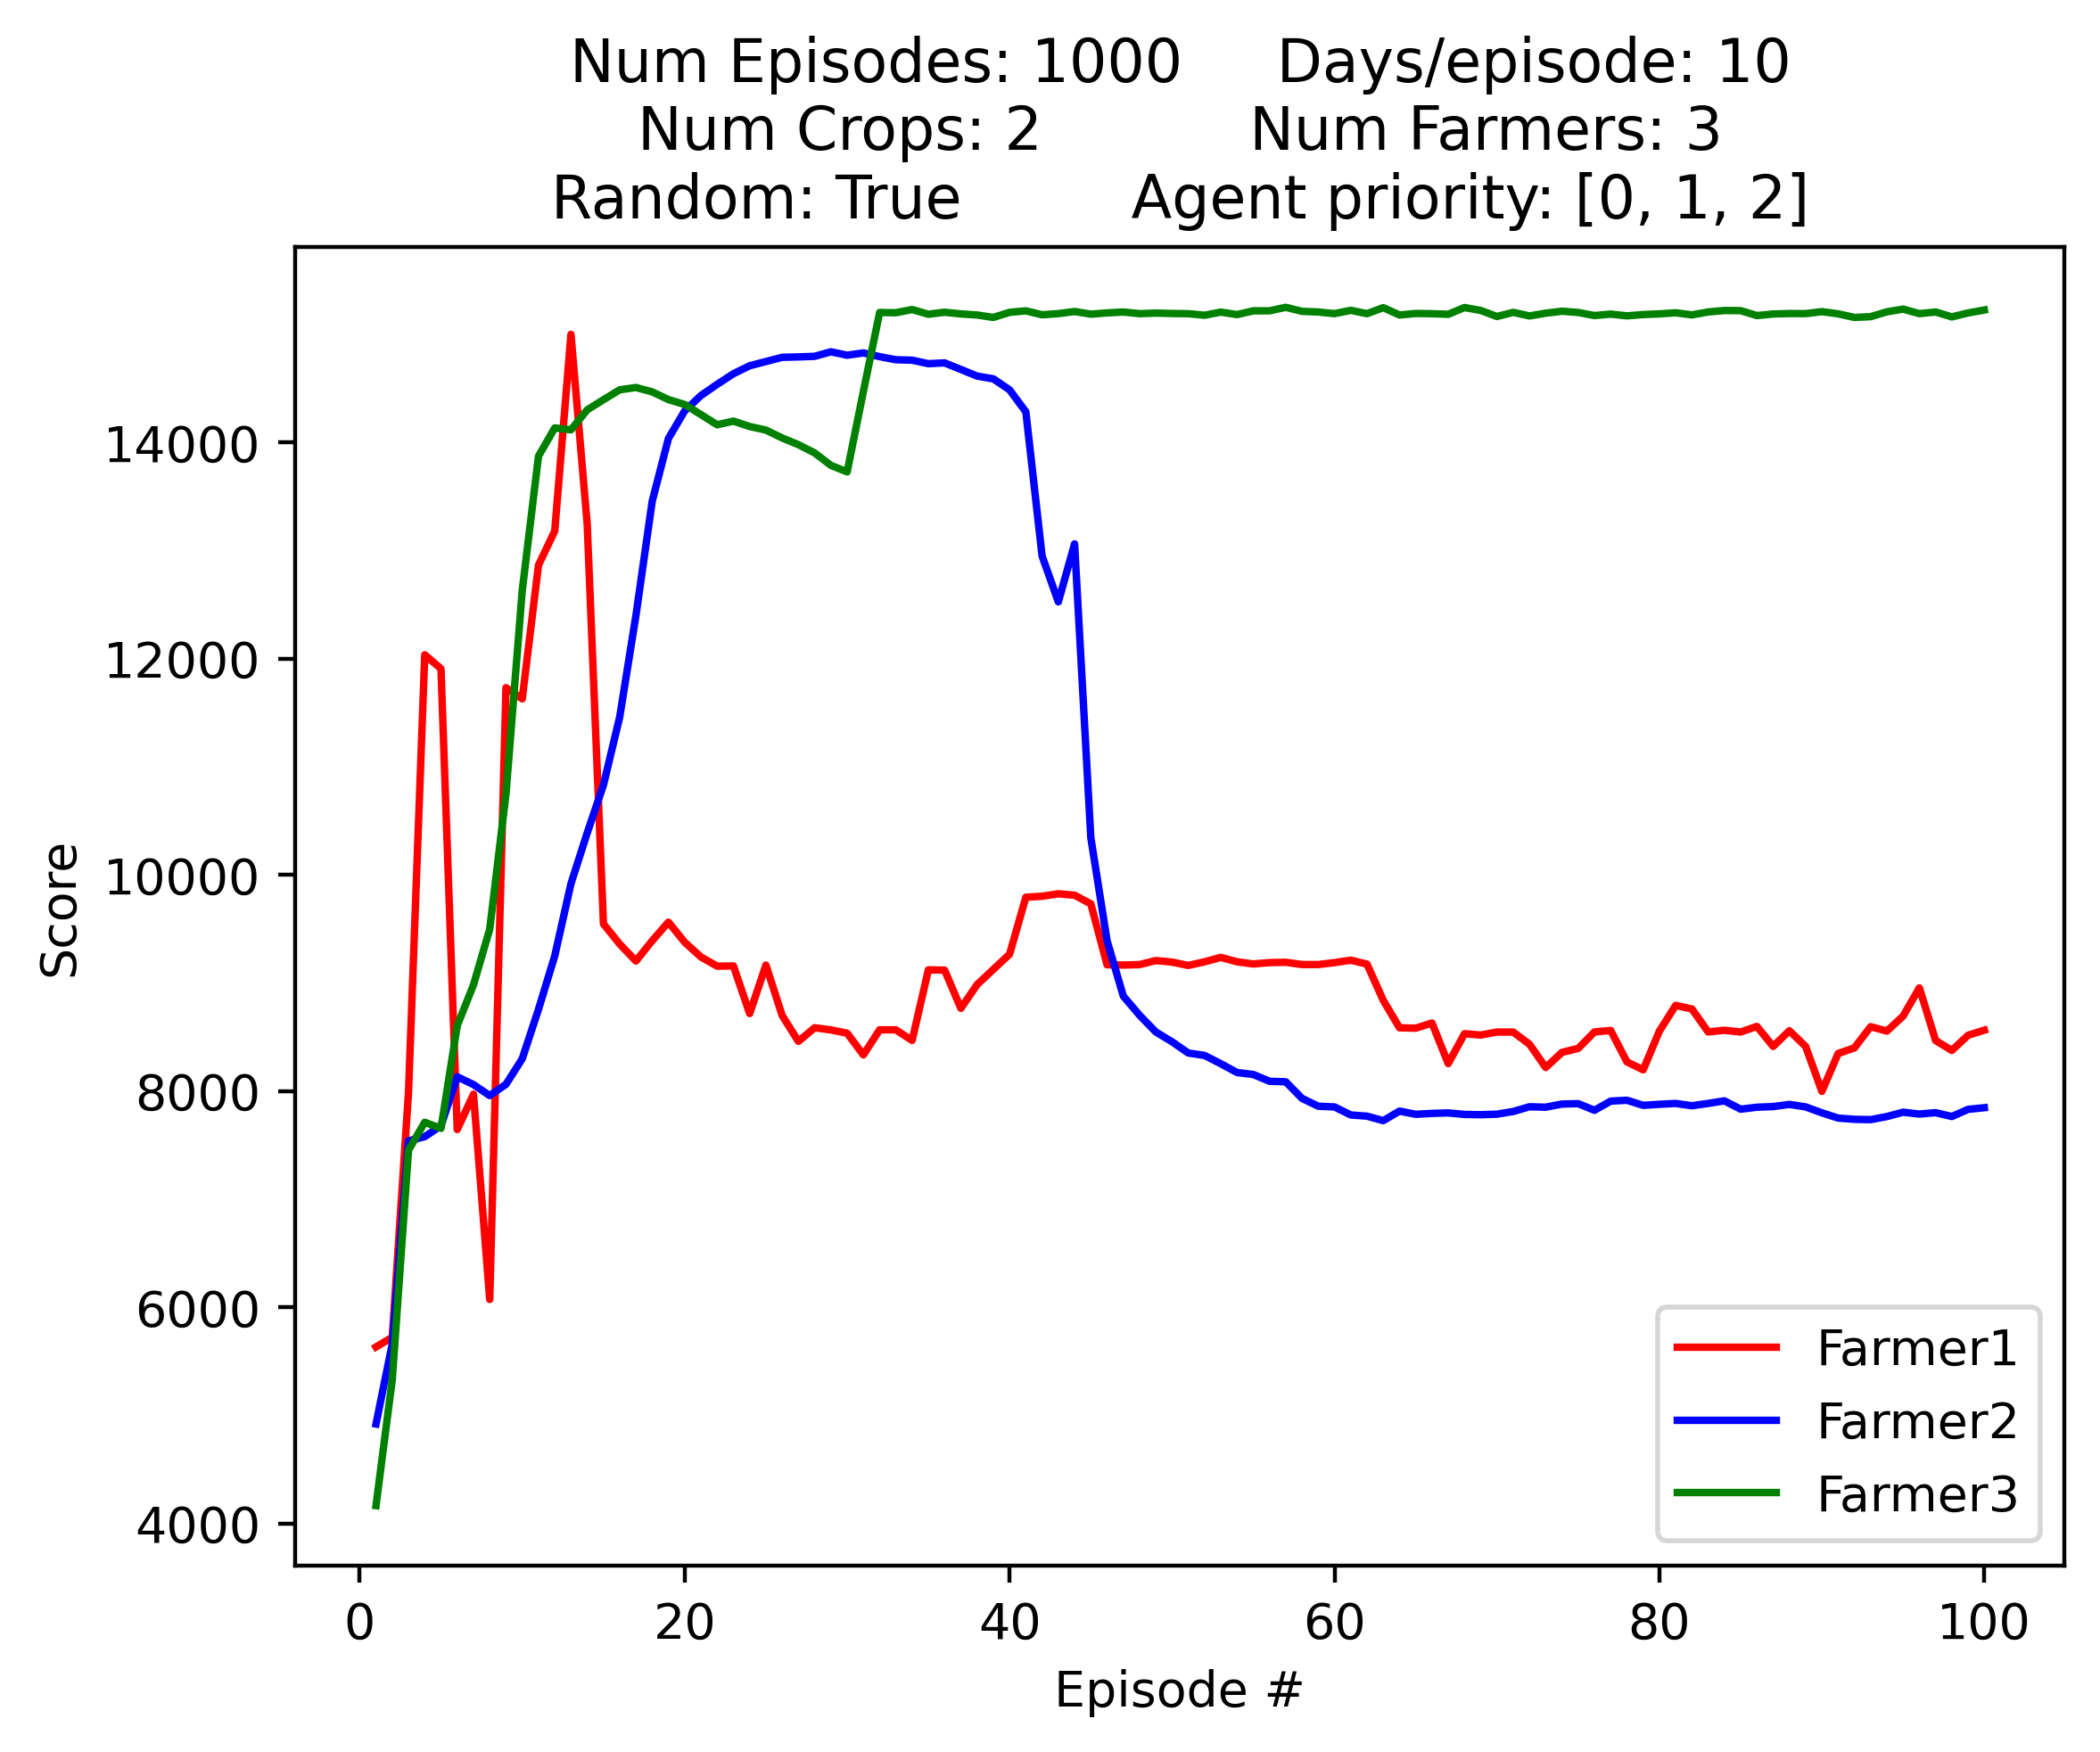 Num Episodes: 1000 Days/episode: 10
Num Crops: 2 Num Farmers: 3
Random: True Agent priority: [0, 1, 2]
14000
12000
10000
8000
6000
4000
Score
0 20 40 60 80 100
Episode #
Farmer1
Farmer2
Farmer3